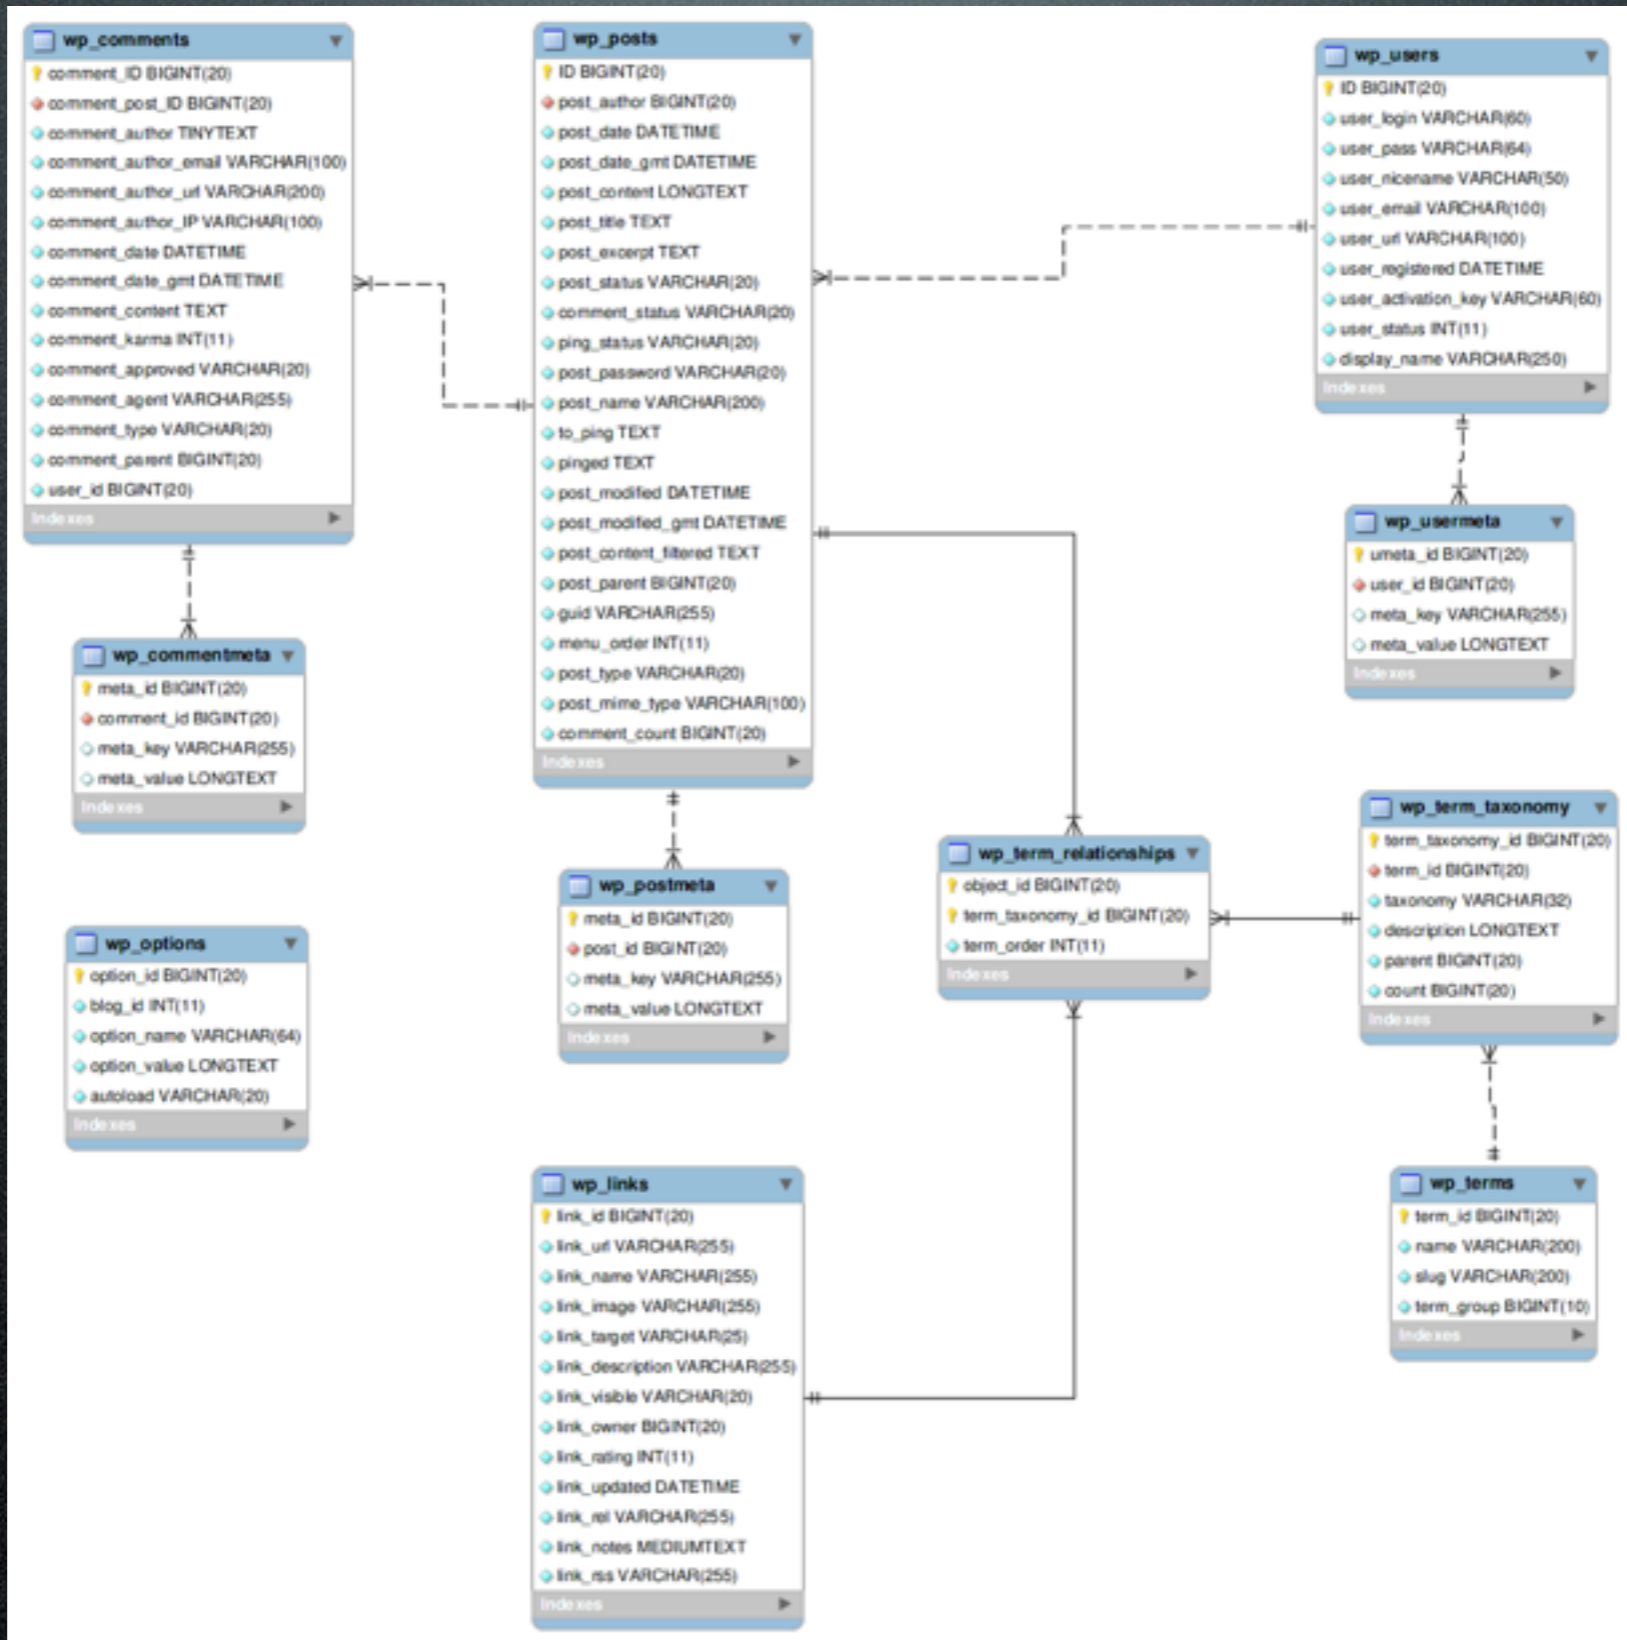 wp_comments
comment_ID BIGINT(20)
comment_post_ID BIGINT(20)
comment_author TINYTEXT
comment_author_email VARCHAR(100)
comment_author_url VARCHAR(200)
comment_author_IP VARCHAR(100)
comment_date DATETIME
comment_date_gmt DATETIME
comment_content TEXT
comment_karma INT(11)
comment_approved VARCHAR(20)
comment_agent VARCHAR(255)
comment_type VARCHAR(20)
comment_parent BIGINT(20)
user_id BIGINT(20)
Indexes
wp_commentmeta
meta_id BIGINT(20)
comment_id BIGINT(20)
meta_key VARCHAR(255)
meta_value LONGTEXT
Indexes
wp_options
option_id BIGINT(20)
blog_id INT(11)
option_name VARCHAR(64)
option_value LONGTEXT
autoload VARCHAR(20)
Indexes
wp_posts
ID BIGINT(20)
post_author BIGINT(20)
post_date DATETIME
post_date_gmt DATETIME
post_content LONGTEXT
post_title TEXT
post_excerpt TEXT
post_status VARCHAR(20)
comment_status VARCHAR(20)
ping_status VARCHAR(20)
post_password VARCHAR(20)
post_name VARCHAR(200)
to_ping TEXT
pinged TEXT
post_modified DATETIME
post_modified_gmt DATETIME
post_content_filtered TEXT
post_parent BIGINT(20)
guid VARCHAR(255)
menu_order INT(11)
post_type VARCHAR(20)
post_mime_type VARCHAR(100)
comment_count BIGINT(20)
Indexes
wp_postmeta
meta_id BIGINT(20)
post_id BIGINT(20)
meta_key VARCHAR(255)
meta_value LONGTEXT
Indexes
wp_links
link_id BIGINT(20)
link_url VARCHAR(255)
link_name VARCHAR(255)
link_image VARCHAR(255)
link_target VARCHAR(25)
link_description VARCHAR(255)
link_visible VARCHAR(20)
link_owner BIGINT(20)
link_rating INT(11)
link_updated DATETIME
link_rel VARCHAR(255)
link_notes MEDIUMTEXT
link_rss VARCHAR(255)
Indexes
wp_term_relationships
object_id BIGINT(20)
term_taxonomy_id BIGINT(20)
term_order INT(11)
Indexes
wp_users
ID BIGINT(20)
user_login VARCHAR(60)
user_pass VARCHAR(64)
user_nicename VARCHAR(50)
user_email VARCHAR(100)
user_url VARCHAR(100)
user_registered DATETIME
user_activation_key VARCHAR(60)
user_status INT(11)
display_name VARCHAR(250)
Indexes
wp_usermeta
umeta_id BIGINT(20)
user_id BIGINT(20)
meta_key VARCHAR(255)
meta_value LONGTEXT
Indexes
wp_term_taxonomy
term_taxonomy_id BIGINT(20)
term_id BIGINT(20)
taxonomy VARCHAR(32)
description LONGTEXT
parent BIGINT(20)
count BIGINT(20)
Indexes
wp_terms
term_id BIGINT(20)
name VARCHAR(200)
slug VARCHAR(200)
term_group BIGINT(10)
Indexes